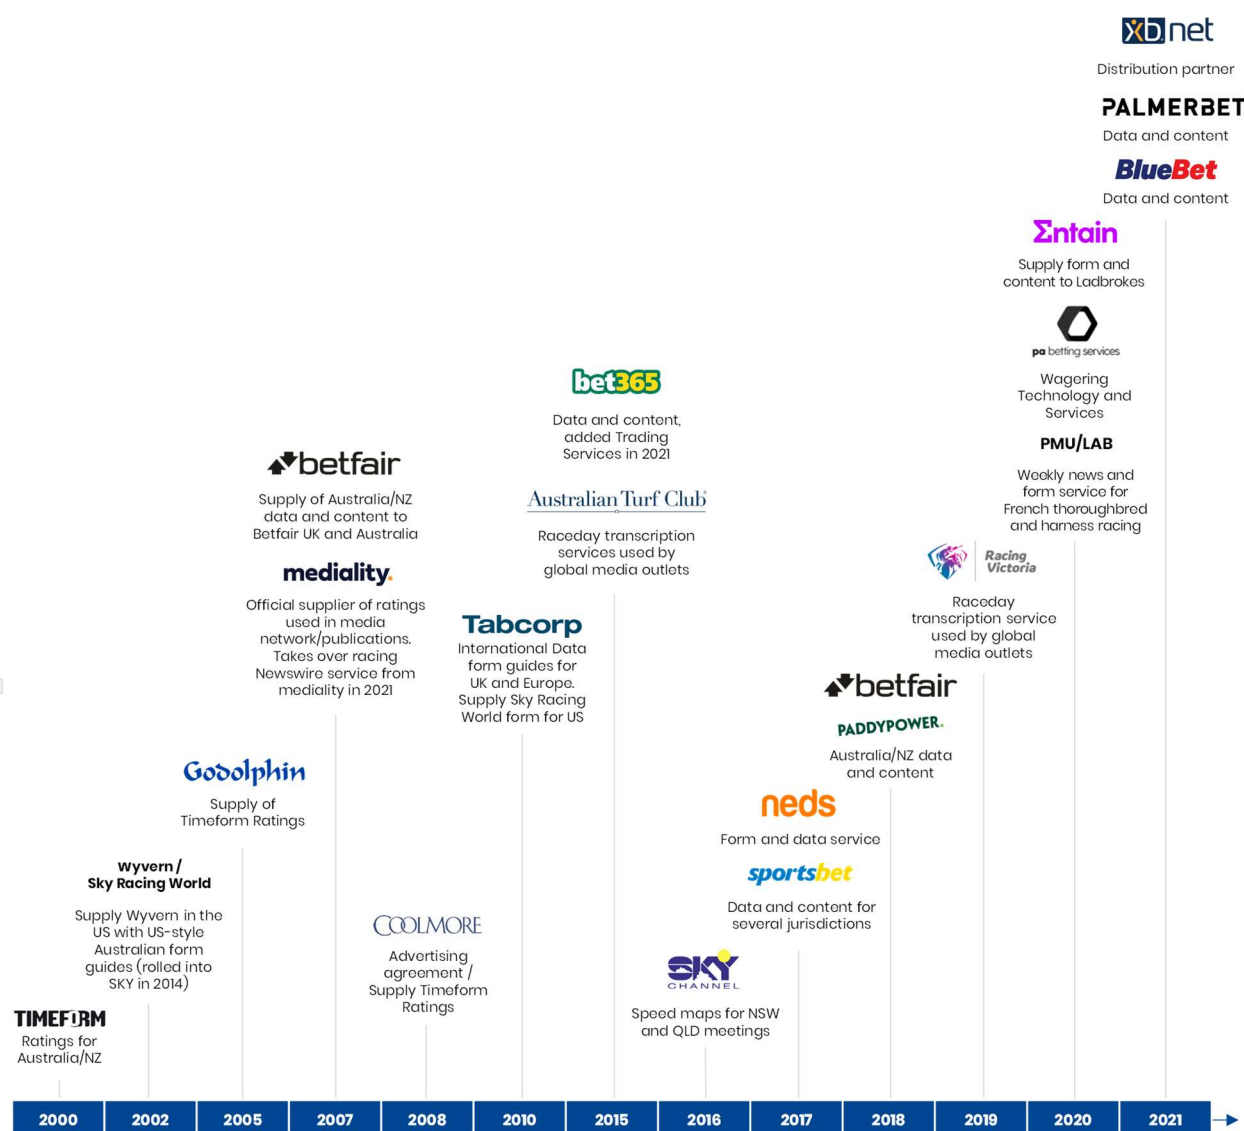 xb net
Distribution partner
PALMERBET
Data and content
BlueBet
Data and content
Σntain
Supply form and
content to Ladbrokes
pa betting services
Wagering
Technology and
Services
PMU/LAB
Weekly news and
form service for
French thoroughbred
and harness racing
bet365
Data and content,
added Trading
Services in 2021
Australian Turf Club
Raceday transcription
services used by
global media outlets
betfair
Supply of Australia/NZ
data and content to
Betfair UK and Australia
mediality.
Official supplier of ratings
used in media
network/publications.
Takes over racing
Newswire service from
mediality in 2021
Racing
Victoria
Raceday
transcription service
used by global
media outlets
Tabcorp
International Data
form guides for
UK and Europe.
Supply Sky Racing
World form for US
betfair
PADDYPOWER.
Australia/NZ data
and content
Godolphin
Supply of
Timeform Ratings
neds
Form and data service
sportsbet
Data and content for
several jurisdictions
Wyvern /
Sky Racing World
Supply Wyvern in the
US with US-style
Australian form
guides (rolled into
SKY in 2014)
COOLMORE
Advertising
agreement /
Supply Timeform
Ratings
SKY
CHANNEL
Speed maps for NSW
and QLD meetings
TIMEFORM
Ratings for
Australia/NZ
2000 2002 2005 2007 2008 2010 2015 2016 2017 2018 2019 2020 2021